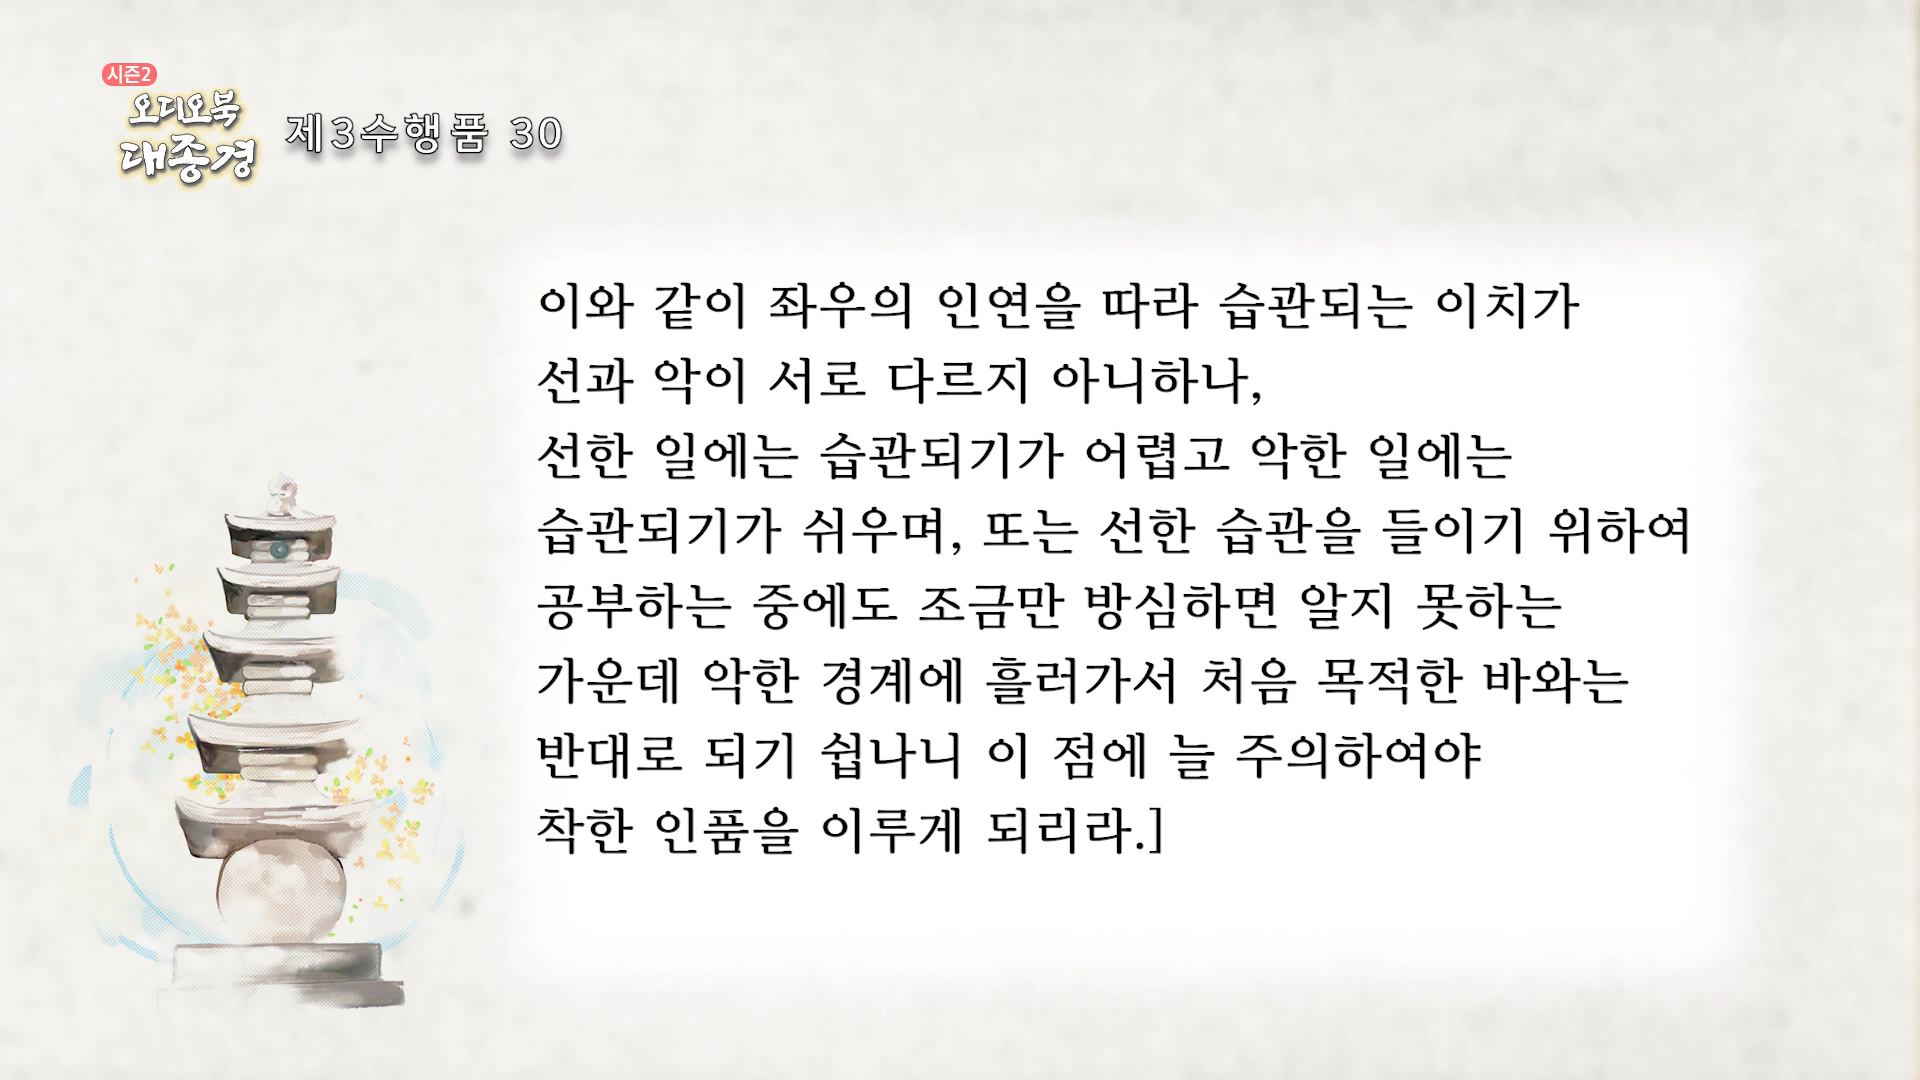 시즌2
오디오북
대종경
제3수행품 30
이와 같이 좌우의 인연을 따라 습관되는 이치가
선과 악이 서로 다르지 아니하나,
선한 일에는 습관되기가 어렵고 악한 일에는
습관되기가 쉬우며, 또는 선한 습관을 들이기 위하여
공부하는 중에도 조금만 방심하면 알지 못하는
가운데 악한 경계에 흘러가서 처음 목적한 바와는
반대로 되기 쉽나니 이 점에 늘 주의하여야
착한 인품을 이루게 되리라.]